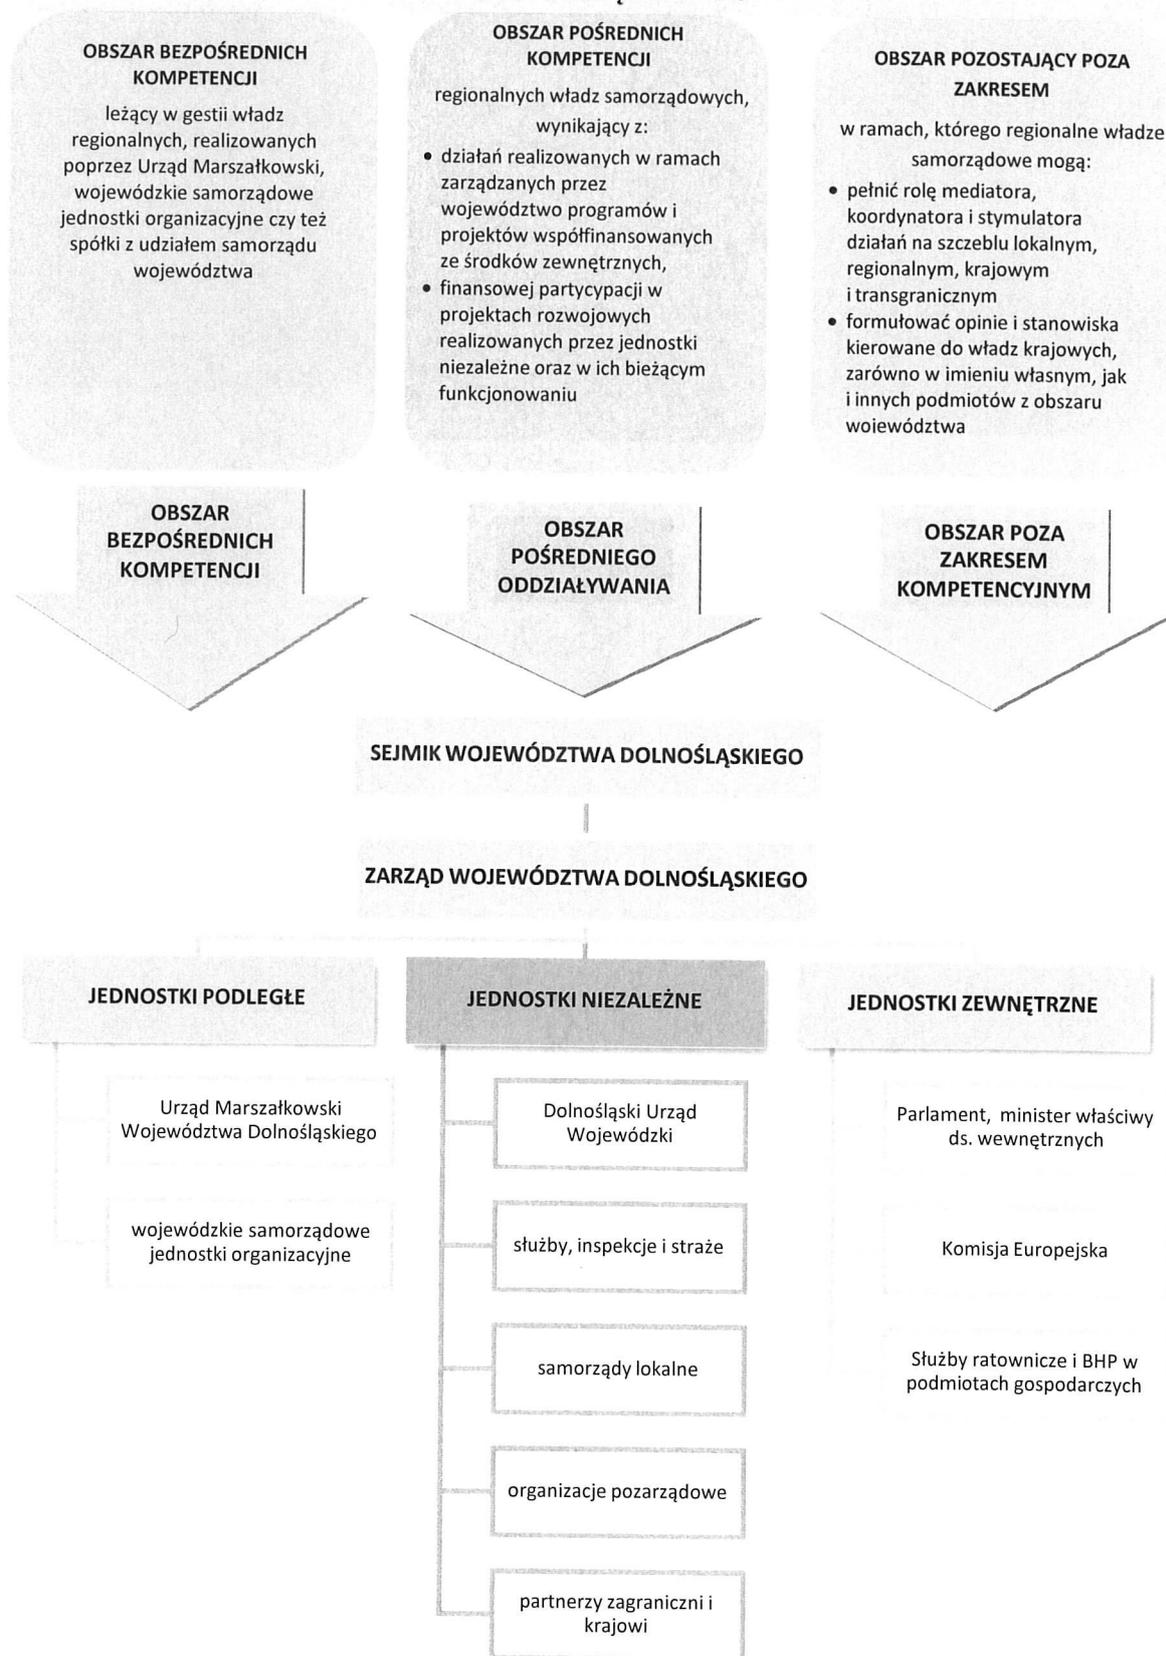 OBSZAR BEZPOŚREDNICH
KOMPETENCJI
leżący w gestii władz
regionalnych, realizowanych
poprzez Urząd Marszałkowski,
wojewódzkie samorządowe
jednostki organizacyjne czy też
spółki z udziałem samorządu
województwa
OBSZAR POŚREDNICH
KOMPETENCJI
regionalnych władz samorządowych,
wynikający z:
• działań realizowanych w ramach
zarządzanych przez
województwo programów i
projektów współfinansowanych
ze środków zewnętrznych,
• finansowej partycypacji w
projektach rozwojowych
realizowanych przez jednostki
niezależne oraz w ich bieżącym
funkcjonowaniu
OBSZAR POZOSTAJĄCY POZA
ZAKRESEM
w ramach, którego regionalne władze
samorządowe mogą:
• pełnić rolę mediatora,
koordynatora i stymulatora
działań na szczeblu lokalnym,
regionalnym, krajowym
i transgranicznym
• formułować opinie i stanowiska
kierowane do władz krajowych,
zarówno w imieniu własnym, jak
i innych podmiotów z obszaru
województwa
OBSZAR
BEZPOŚREDNICH
KOMPETENCJI
OBSZAR
POŚREDNIEGO
ODDZIAŁYWANIA
OBSZAR POZA
ZAKRESEM
KOMPETENCYJNYM
SEJMIK WOJEWÓDZTWA DOLNOŚLĄSKIEGO
ZARZĄD WOJEWÓDZTWA DOLNOŚLĄSKIEGO
JEDNOSTKI PODLEGŁE
Urząd Marszałkowski
Województwa Dolnośląskiego
wojewódzkie samorządowe
jednostki organizacyjne
JEDNOSTKI NIEZALEŻNE
Dolnośląski Urząd
Wojewódzki
służby, inspekcje i straże
samorządy lokalne
organizacje pozarządowe
partnerzy zagraniczni i
krajowi
JEDNOSTKI ZEWNĘTRZNE
Parlament, minister właściwy
ds. wewnętrznych
Komisja Europejska
Służby ratownicze i BHP w
podmiotach gospodarczych